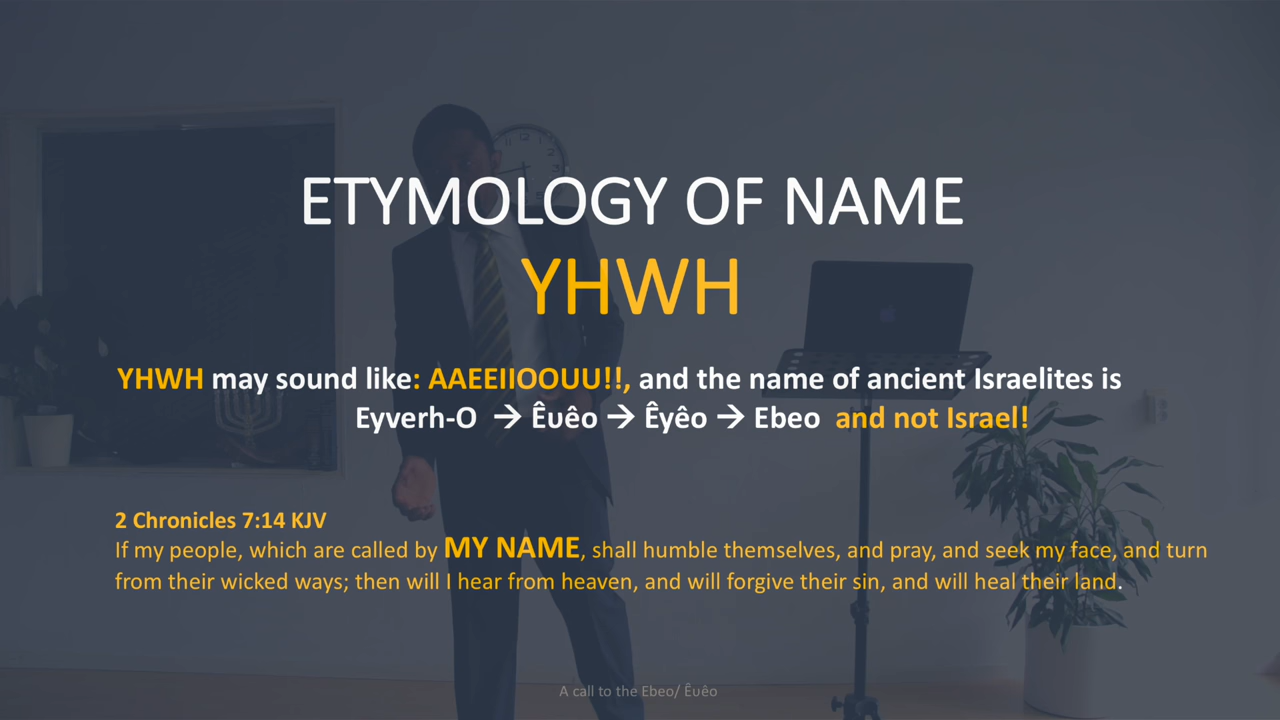 ETYMOLOGY OF NAME
YHWH
YHWH may sound like: AAEEIIOOUU!!, and the name of ancient Israelites is
Eyverh-O → Êʋêo → Êyêo → Ebeo and not Israel!
2 Chronicles 7:14 KJV
If my people, which are called by MY NAME, shall humble themselves, and pray, and seek my face, and turn
from their wicked ways; then will I hear from heaven, and will forgive their sin, and will heal their land.
A call to the Ebeo/ Êʋêo